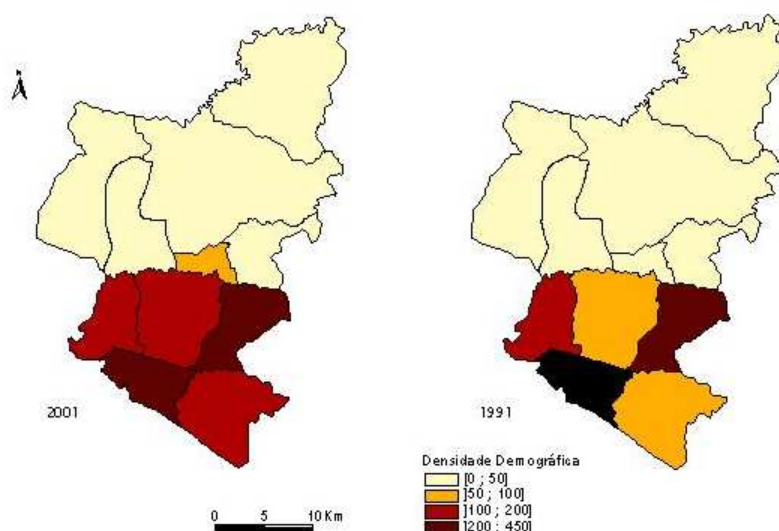 2001
1991
Densidade Demográfica
[0 ; 50]
]50 ; 100]
]100 ; 200]
]200 ; 450]
0 5 10 Km